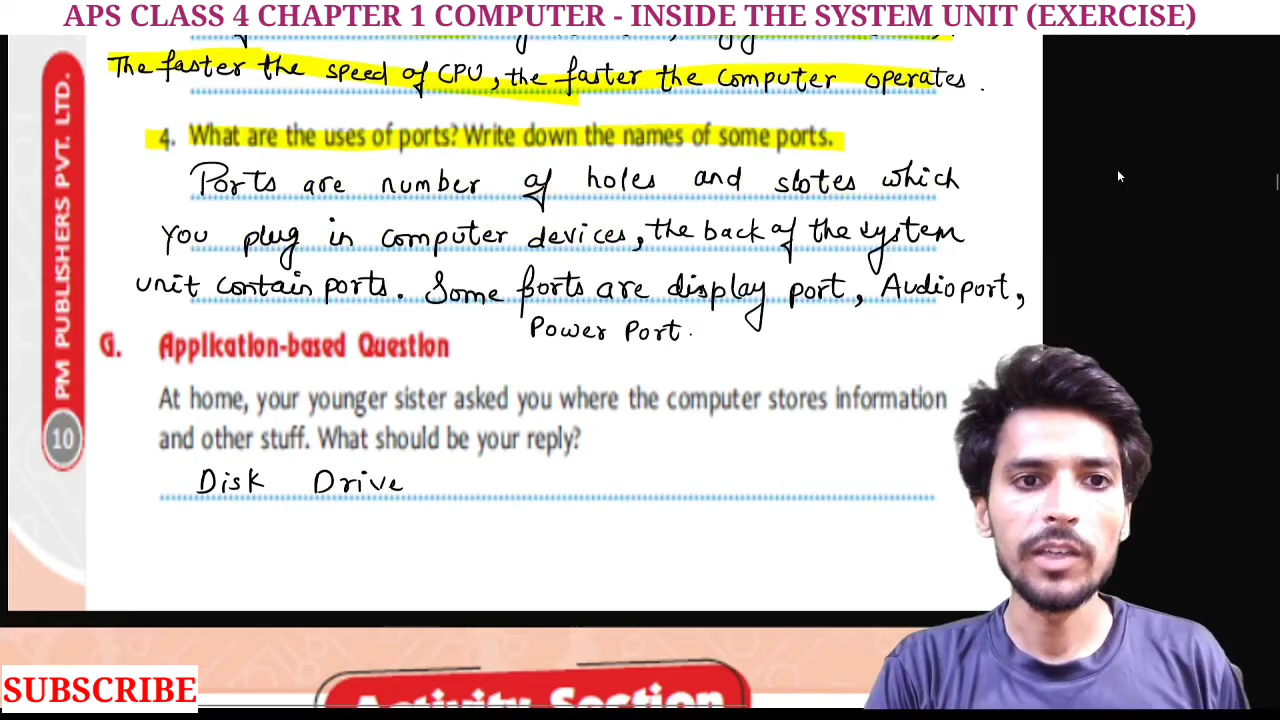 APS CLASS 4 CHAPTER 1 COMPUTER - INSIDE THE SYSTEM UNIT (EXERCISE)
The faster the speed of CPU, the faster the computer operates.
4. What are the uses of ports? Write down the names of some ports.
Ports are number of holes and slotes which
you plug in computer devices, the back of the system
unit contain ports. Some ports are display port, Audioport,
Power Port.
G. Application-based Question
At home, your younger sister asked you where the computer stores information
and other stuff. What should be your reply?
Disk Drive
PM PUBLISHERS PVT. LTD.
10
Activity Section
SUBSCRIBE